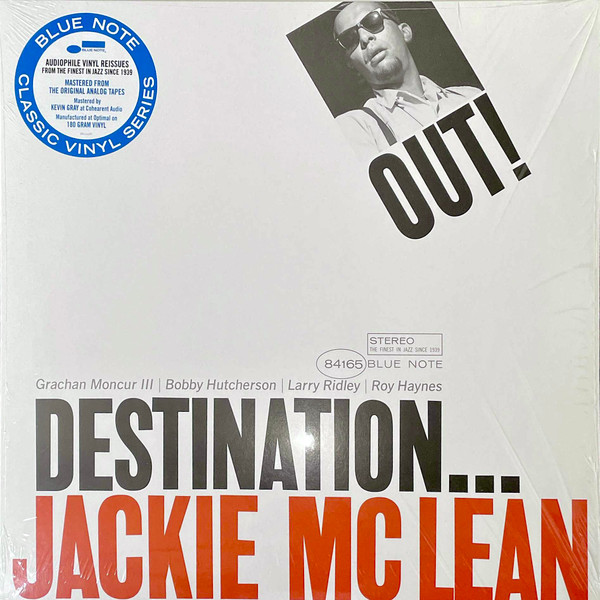 BLUE NOTE
BLUE NOTE
AUDIOPHILE VINYL REISSUES
FROM THE FINEST IN JAZZ SINCE 1939
MASTERED FROM
THE ORIGINAL ANALOG TAPES
Mastered by
KEVIN GRAY at Cohearent Audio
Manufactured at Optimal on
180 GRAM VINYL
CLASSIC VINYL SERIES
OUT!
STEREO
THE FINEST IN JAZZ SINCE 1939
84165 BLUE NOTE
Grachan Moncur III | Bobby Hutcherson | Larry Ridley | Roy Haynes
DESTINATION...
JACKIE MC LEAN